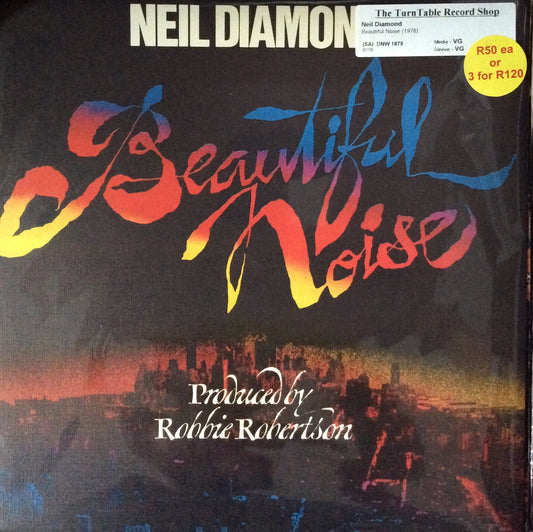 NEIL DIAMON
The TurnTable Record Shop
Neil Diamond
Beautiful Noise (1976)
(SA) DNW 1875
Media - VG
Sleeve - VG
R50 ea
or
3 for R120
Beautiful
Noise
Produced by
Robbie Robertson